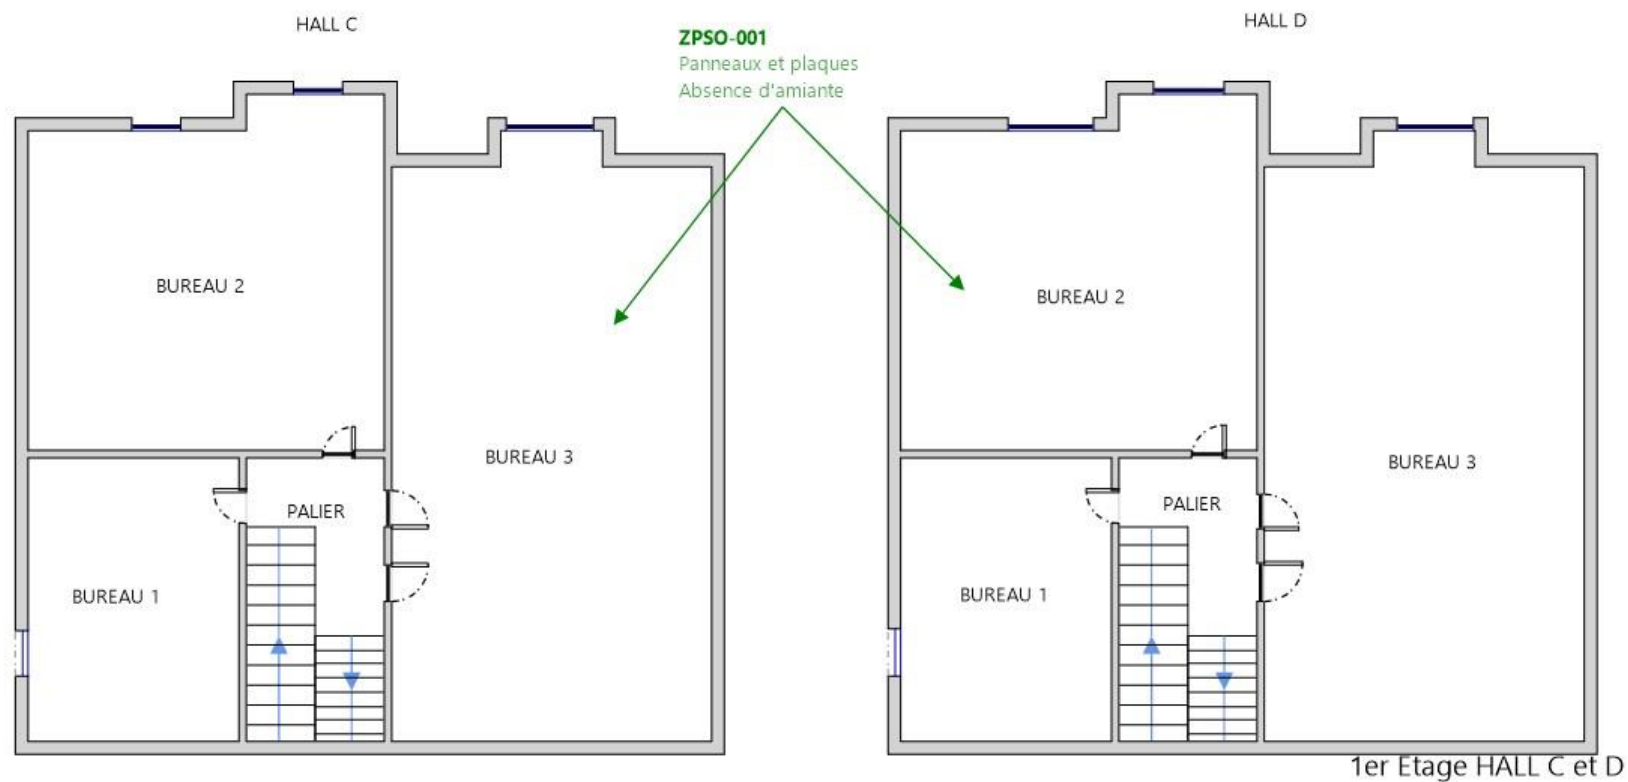 HALL C
HALL D
ZPSO-001
Panneaux et plaques
Absence d'amiante
BUREAU 2
BUREAU 2
BUREAU 3
BUREAU 3
PALIER
PALIER
BUREAU 1
BUREAU 1
1er Etage HALL C et D